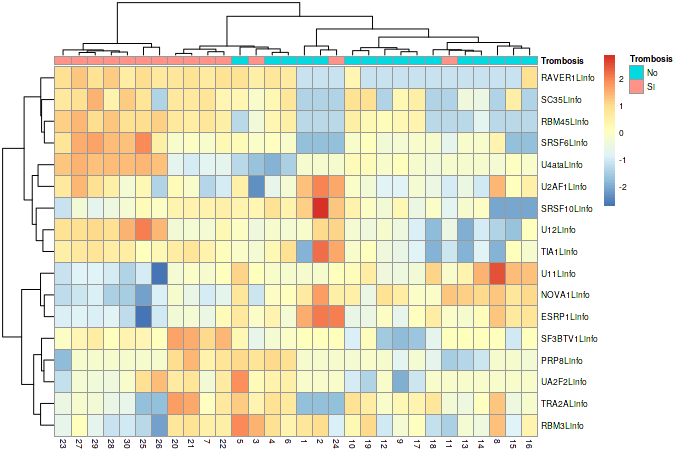 Trombosis
Trombosis
No
Si
2
1
0
-1
-2
RAVER1Linfo
SC35Linfo
RBM45Linfo
SRSF6Linfo
U4ataLinfo
U2AF1Linfo
SRSF10Linfo
U12Linfo
TIA1Linfo
U11Linfo
NOVA1Linfo
ESRP1Linfo
SF3BTV1Linfo
PRP8Linfo
UA2F2Linfo
TRA2ALinfo
RBM3Linfo
23 27 29 28 30 25 26 20 21 7 22 5 3 4 6 1 2 24 10 19 12 9 17 18 11 13 14 8 15 16